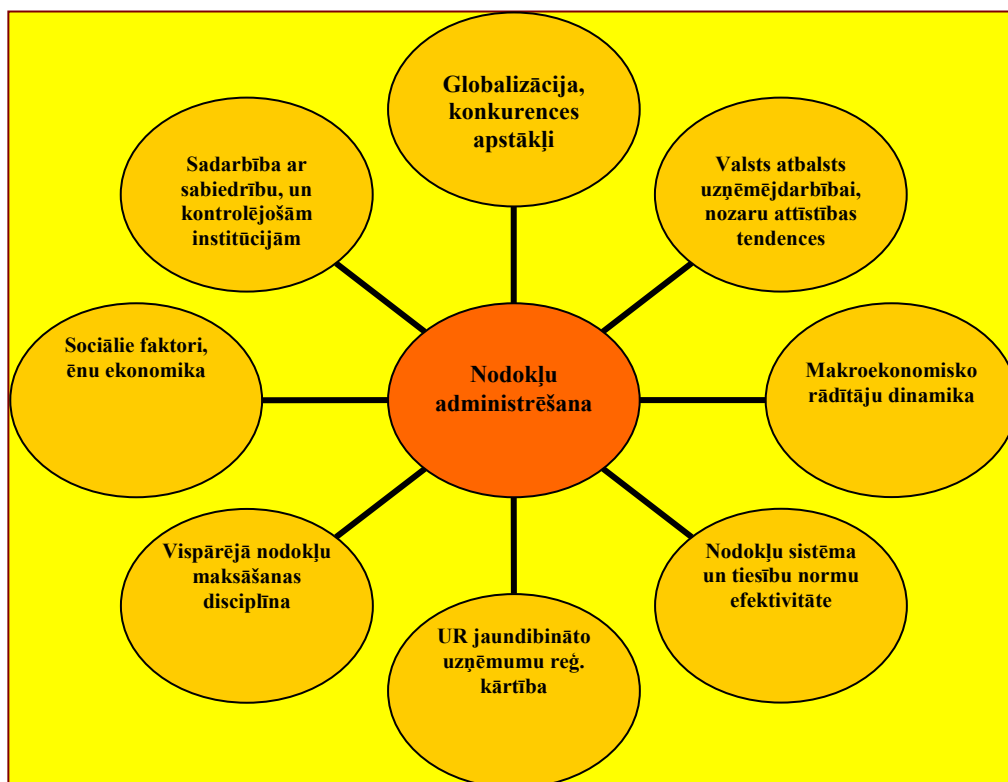 Globalizācija,
konkurences
apstākļi
Sadarbība ar
sabiedrību, un
kontrolējošām
institūcijām
Valsts atbalsts
uzņēmējdarbībai,
nozaru attīstības
tendences
Sociālie faktori,
ēnu ekonomika
Nodokļu
administrēšana
Makroekonomisko
rādītāju dinamika
Vispārējā nodokļu
maksāšanas
disciplīna
Nodokļu sistēma
un tiesību normu
efektivitāte
UR jaundibināto
uzņēmumu reģ.
kārtība